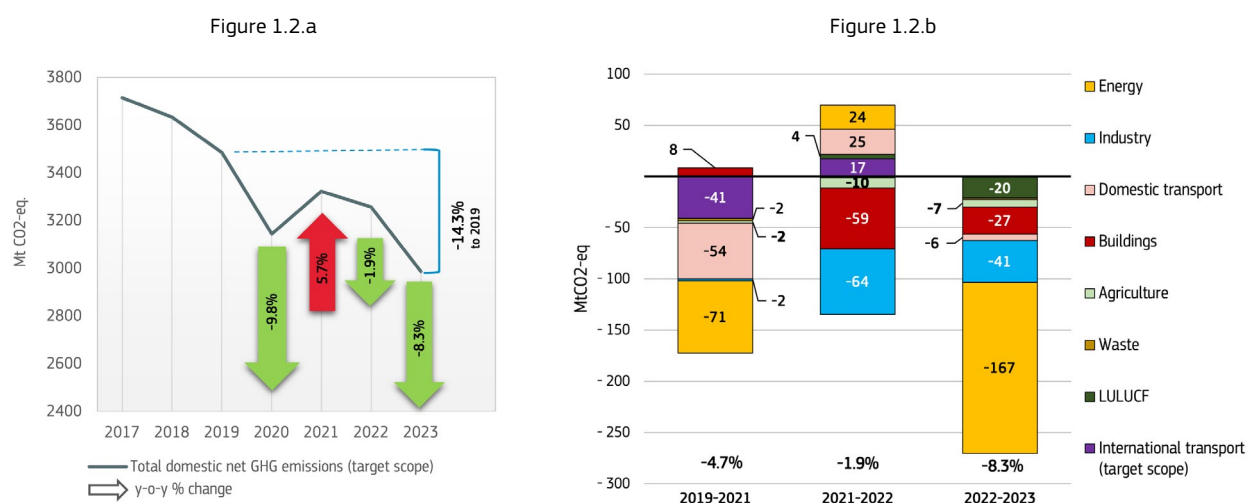 Figure 1.2.a
Mt CO2-eq.
3800
3600
3400
3200
3000
2800
2600
2400
-9.8%
5.7%
-1.9%
-8.3%
-14.3%
to 2019
2017 2018 2019 2020 2021 2022 2023
Total domestic net GHG emissions (target scope)
y-o-y % change
Figure 1.2.b
MtCO2-eq
100
50
- 50
- 100
- 150
- 200
- 250
- 300
8
-41
-2
-2
-54
-2
-71
-4.7%
24
25
4
17
-10
-59
-64
-1.9%
-20
-7
-27
-6
-41
-167
-8.3%
2019-2021 2021-2022 2022-2023
Energy
Industry
Domestic transport
Buildings
Agriculture
Waste
LULUCF
International transport
(target scope)